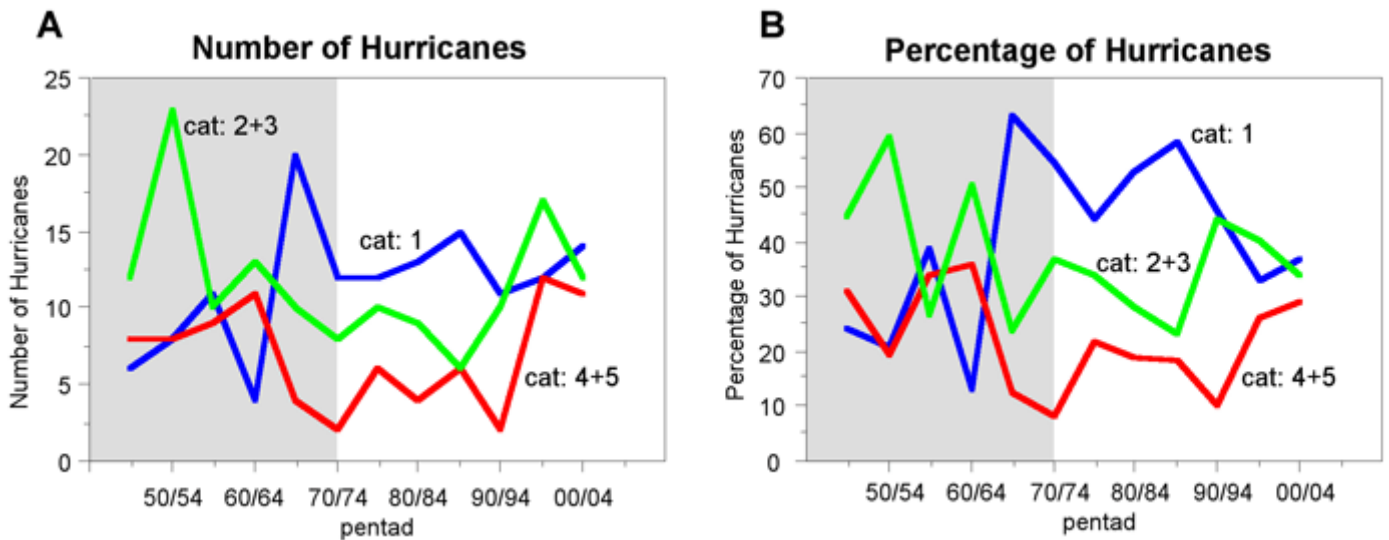 A
Number of Hurricanes
Number of Hurricanes
25
20
15
10
5
0
cat: 2+3
cat: 1
cat: 4+5
50/54 60/64 70/74 80/84 90/94 00/04
pentad
B
Percentage of Hurricanes
Percentage of Hurricanes
70
60
50
40
30
20
10
0
cat: 1
cat: 2+3
cat: 4+5
50/54 60/64 70/74 80/84 90/94 00/04
pentad